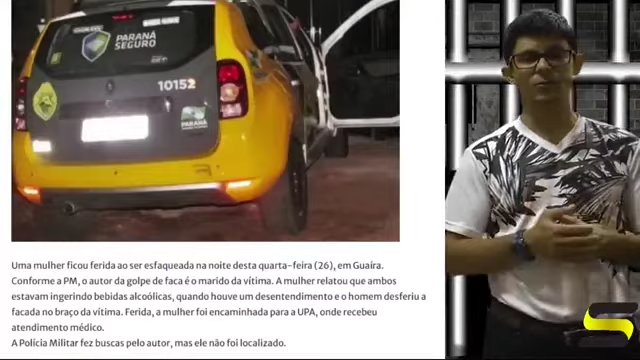 PARANÁ
SEGURO
10152
PARANÁ
Uma mulher ficou ferida ao ser esfaqueada na noite desta quarta-feira (26), em Guaíra.
Conforme a PM, o autor da golpe de faca é o marido da vítima. A mulher relatou que ambos
estavam ingerindo bebidas alcoólicas, quando houve um desentendimento e o homem desferiu a
facada no braço da vítima. Ferida, a mulher foi encaminhada para a UPA, onde recebeu
atendimento médico.
A Polícia Militar fez buscas pelo autor, mas ele não foi localizado.